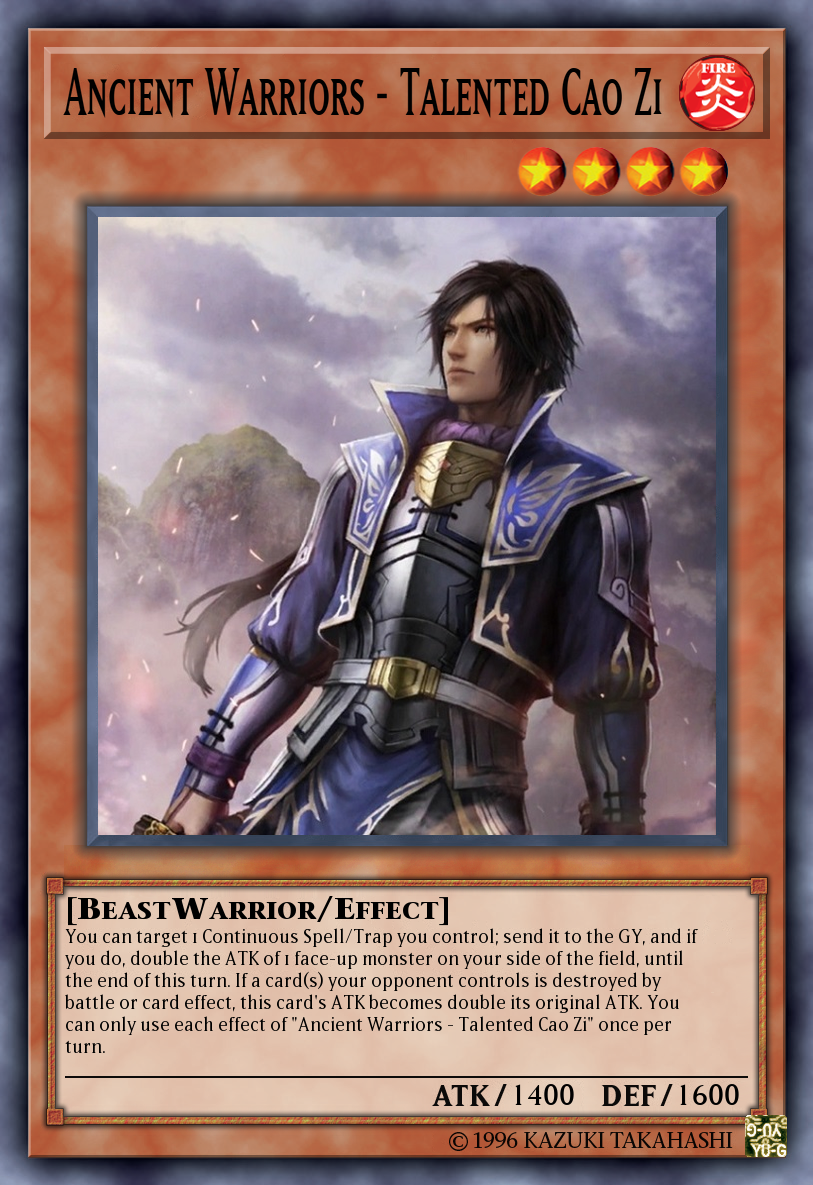 Ancient Warriors - Talented Cao Zi
FIRE
炎
[BeastWarrior/Effect]
You can target 1 Continuous Spell/Trap you control; send it to the GY, and if
you do, double the ATK of 1 face-up monster on your side of the field, until
the end of this turn. If a card(s) your opponent controls is destroyed by
battle or card effect, this card's ATK becomes double its original ATK. You
can only use each effect of "Ancient Warriors - Talented Cao Zi" once per
turn.
ATK/1400 DEF/1600
© 1996 KAZUKI TAKAHASHI